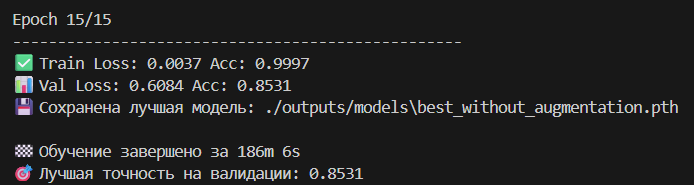 Epoch 15/15
--------------------------------------------------
✅ Train Loss: 0.0037 Acc: 0.9997
📊 Val Loss: 0.6084 Acc: 0.8531
💾 Сохранена лучшая модель: ./outputs/models\best_without_augmentation.pth
🏁 Обучение завершено за 186m 6s
🎯 Лучшая точность на валидации: 0.8531